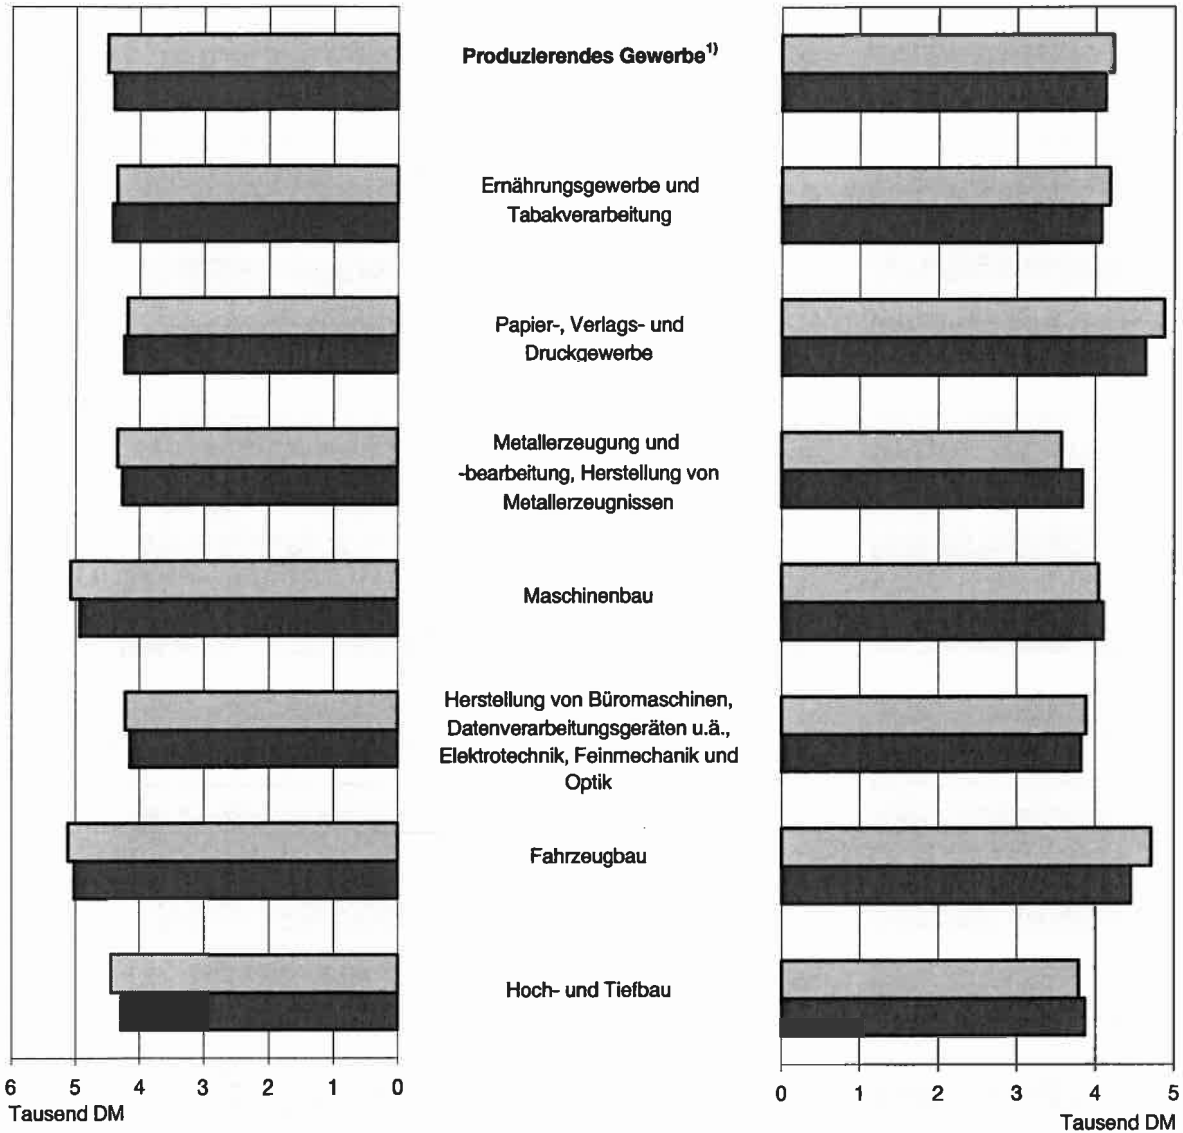 Produzierendes Gewerbe¹⁾
Ernährungsgewerbe und
Tabakverarbeitung
Papier-, Verlags- und
Druckgewerbe
Metallerzeugung und
-bearbeitung, Herstellung von
Metallerzeugnissen
Maschinenbau
Herstellung von Büromaschinen,
Datenverarbeitungsgeräten u.ä.,
Elektrotechnik, Feinmechanik und
Optik
Fahrzeugbau
Hoch- und Tiefbau
6 5 4 3 2 1 0
Tausend DM
0 1 2 3 4 5
Tausend DM